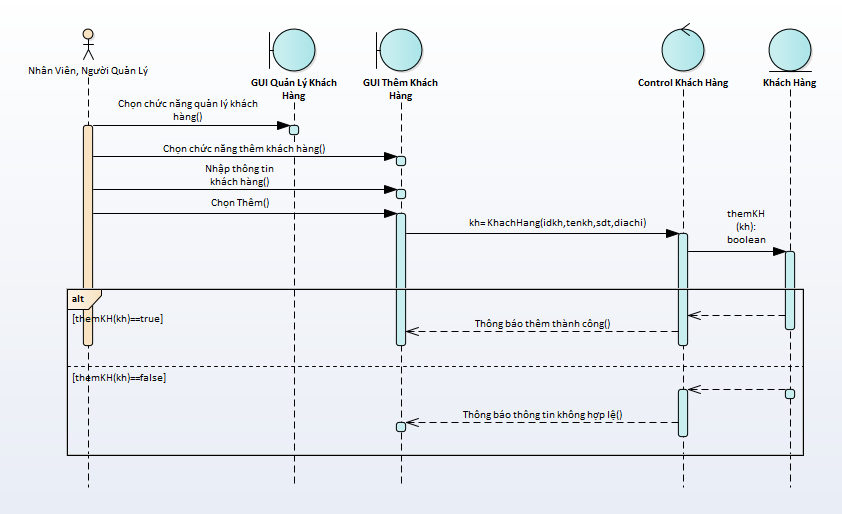 Nhân Viên, Người Quản Lý
GUI Quản Lý Khách
Hàng
GUI Thêm Khách
Hàng
Control Khách Hàng
Khách Hàng
Chọn chức năng quản lý khách
hàng()
Chọn chức năng thêm khách hàng()
Nhập thông tin
khách hàng()
Chọn Thêm()
kh= KhachHang(idkh,tenkh,sdt,diachi)
themKH
(kh):
boolean
alt
[themKH(kh)==true]
Thông báo thêm thành công()
[themKH(kh)==false]
Thông báo thông tin không hợp lệ()